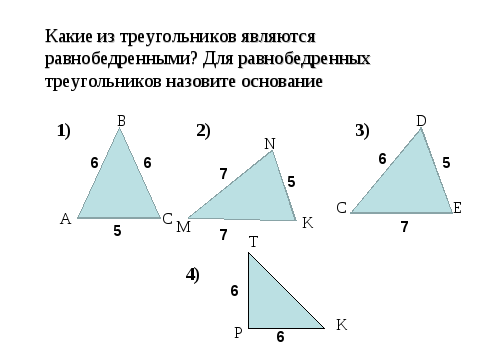 Какие из треугольников являются
равнобедренными? Для равнобедренных
треугольников назовите основание
1)
B
6
6
A
C
5
2)
N
7
5
M
K
7
3)
D
6
5
C
E
7
4)
T
6
P
K
6